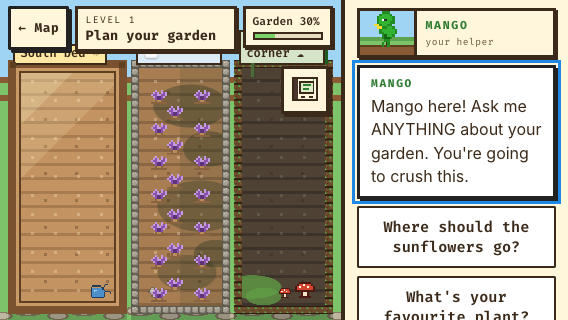 ← Map
LEVEL 1
Plan your garden
Garden 30%
South bed
corner
MANGO
your helper
MANGO
Mango here! Ask me
ANYTHING about your
garden. You're going
to crush this.
Where should the
sunflowers go?
What's your
favourite plant?